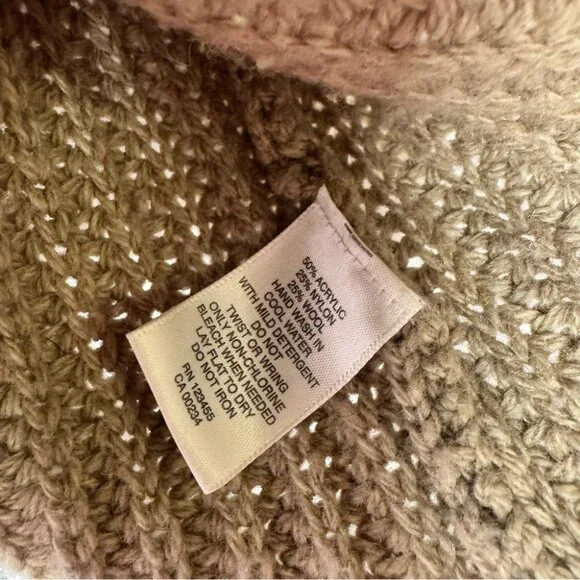 50% ACRYLIC
25% NYLON
25% WOOL
HAND WASH IN
COOL WATER
WITH MILD DETERGENT
DO NOT
TWIST OR WRING
ONLY NON-CHLORINE
BLEACH WHEN NEEDED
LAY FLAT TO DRY
DO NOT IRON
RN 123455
CA 00234